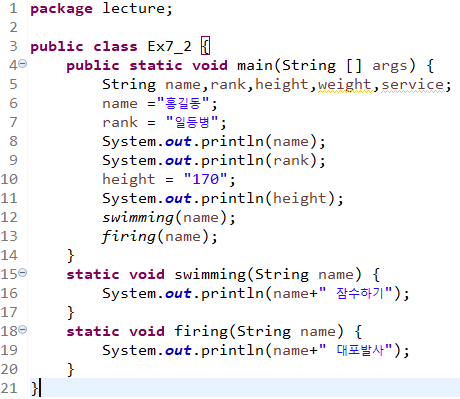 1 package lecture;
2
3 public class Ex7_2 {
4 public static void main(String [] args) {
5 String name,rank,height,weight,service;
6 name ="홍길동";
7 rank = "일등병";
8 System.out.println(name);
9 System.out.println(rank);
10 height = "170";
11 System.out.println(height);
12 swimming(name);
13 firing(name);
14 }
15 static void swimming(String name) {
16 System.out.println(name+" 잠수하기");
17 }
18 static void firing(String name) {
19 System.out.println(name+" 대포발사");
20 }
21 }